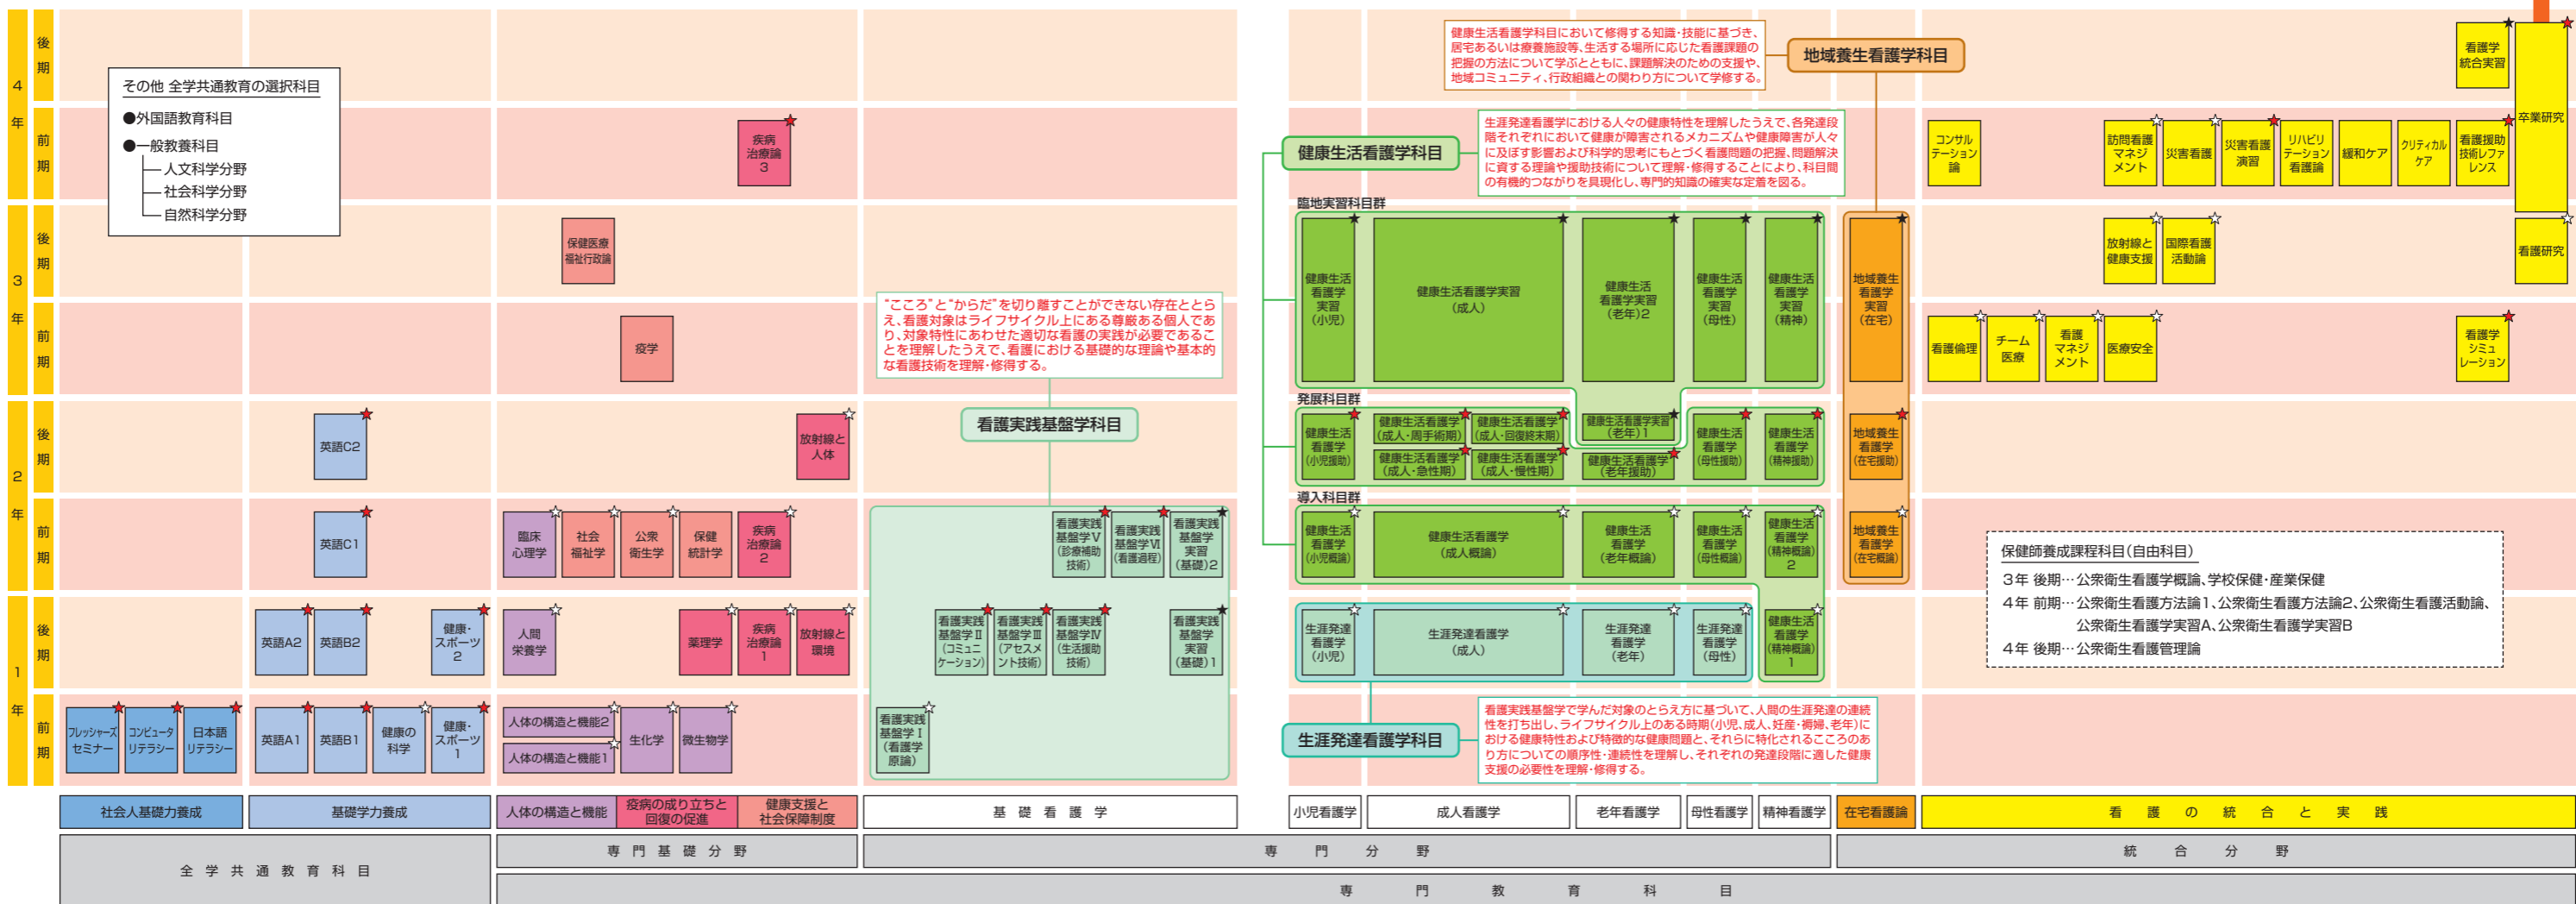 4
年
後
期
前
期
その他 全学共通教育の選択科目
●外国語教育科目
●一般教養科目
人文科学分野
社会科学分野
自然科学分野
疾病
治療論
3
健康生活看護学科目において修得する知識・技能に基づき、
居宅あるいは療養施設等、生活する場所に応じた看護課題の
把握の方法について学ぶとともに、課題解決のための支援や、
地域コミュニティ、行政組織との関わり方について学修する。
地域養生看護学科目
看護学
統合実習
卒業研究
健康生活看護学科目
生涯発達看護学における人々の健康特性を理解したうえで、各発達段
階それぞれにおいて健康が障害されるメカニズムや健康障害が人々
に及ぼす影響および科学的思考にもとづく看護問題の把握、問題解決
に資する理論や援助技術について理解・修得することにより、科目間
の有機的つながりを具現化し、専門的知識の確実な定着を図る。
コンサル
テーション
論
訪問看護
マネジ
メント
災害看護
災害看護
演習
リハビリ
テーション
看護論
緩和ケア
クリティカル
ケア
看護援助
技術レファ
レンス
3
年
後
期
前
期
保健医療
福祉行政論
疫学
“こころ”と“からだ”を切り離すことができない存在ととら
え、看護対象はライフサイクル上にある尊厳ある個人であ
り、対象特性にあわせた適切な看護の実践が必要であるこ
とを理解したうえで、看護における基礎的な理論や基本的
な看護技術を理解・修得する。
臨地実習科目群
健康生活
看護学
実習
(小児)
健康生活看護学実習
(成人)
健康生活
看護学実習
(老年)2
健康生活
看護学
実習
(母性)
健康生活
看護学
実習
(精神)
地域養生
看護学
実習
(在宅)
放射線と
健康支援
国際看護
活動論
看護研究
看護倫理
チーム
医療
看護
マネジ
メント
医療安全
看護学
シミュ
レーション
2
年
後
期
前
期
英語C2
放射線と
人体
看護実践基盤学科目
発展科目群
健康生活
看護学
(小児援助)
健康生活看護学
(成人・周手術期)
健康生活看護学
(成人・回復終末期)
健康生活看護学
(成人・急性期)
健康生活看護学
(成人・慢性期)
健康生活看護学実習
(老年)1
健康生活看護学
(老年援助)
健康生活
看護学
(母性援助)
健康生活
看護学
(精神援助)
地域養生
看護学
(在宅援助)
英語C1
臨床
心理学
社会
福祉学
公衆
衛生学
保健
統計学
疾病
治療論
2
看護実践
基盤学Ⅴ
(診療補助
技術)
看護実践
基盤学Ⅵ
(看護過程)
看護実践
基盤学
実習
(基礎)2
導入科目群
健康生活
看護学
(小児概論)
健康生活看護学
(成人概論)
健康生活
看護学
(老年概論)
健康生活
看護学
(母性概論)
健康生活
看護学
(精神概論)
2
地域養生
看護学
(在宅概論)
保健師養成課程科目(自由科目)
3年 後期…公衆衛生看護学概論、学校保健・産業保健
4年 前期…公衆衛生看護方法論1、公衆衛生看護方法論2、公衆衛生看護活動論、
公衆衛生看護学実習A、公衆衛生看護学実習B
4年 後期…公衆衛生看護管理論
1
年
後
期
前
期
英語A2
英語B2
健康・
スポーツ
2
人間
栄養学
薬理学
疾病
治療論
1
放射線と
環境
看護実践
基盤学Ⅱ
(コミュニ
ケーション)
看護実践
基盤学Ⅲ
(アセスメ
ント技術)
看護実践
基盤学Ⅳ
(生活援助
技術)
看護実践
基盤学
実習
(基礎)1
生涯発達
看護学
(小児)
生涯発達看護学
(成人)
生涯発達
看護学
(老年)
生涯発達
看護学
(母性)
健康生活
看護学
(精神概論)
1
フレッシャーズ
セミナー
コンピュータ
リテラシー
日本語
リテラシー
英語A1
英語B1
健康の
科学
健康・
スポーツ
1
人体の構造と機能2
人体の構造と機能1
生化学
微生物学
看護実践
基盤学Ⅰ
(看護学
原論)
生涯発達看護学科目
看護実践基盤学で学んだ対象のとらえ方に基づいて、人間の生涯発達の連続
性を打ち出し、ライフサイクル上のある時期(小児、成人、妊産・褥婦、老年)に
おける健康特性および特徴的な健康問題と、それらに特化されるこころのあ
り方についての順序性・連続性を理解し、それぞれの発達段階に適した健康
支援の必要性を理解・修得する。
社会人基礎力養成
基礎学力養成
人体の構造と機能
疫病の成り立ちと
回復の促進
健康支援と
社会保障制度
基礎看護学
小児看護学
成人看護学
老年看護学
母性看護学
精神看護学
在宅看護論
看護の統合と実践
全学共通教育科目
専門基礎分野
専門分野
統合分野
専門教育科目